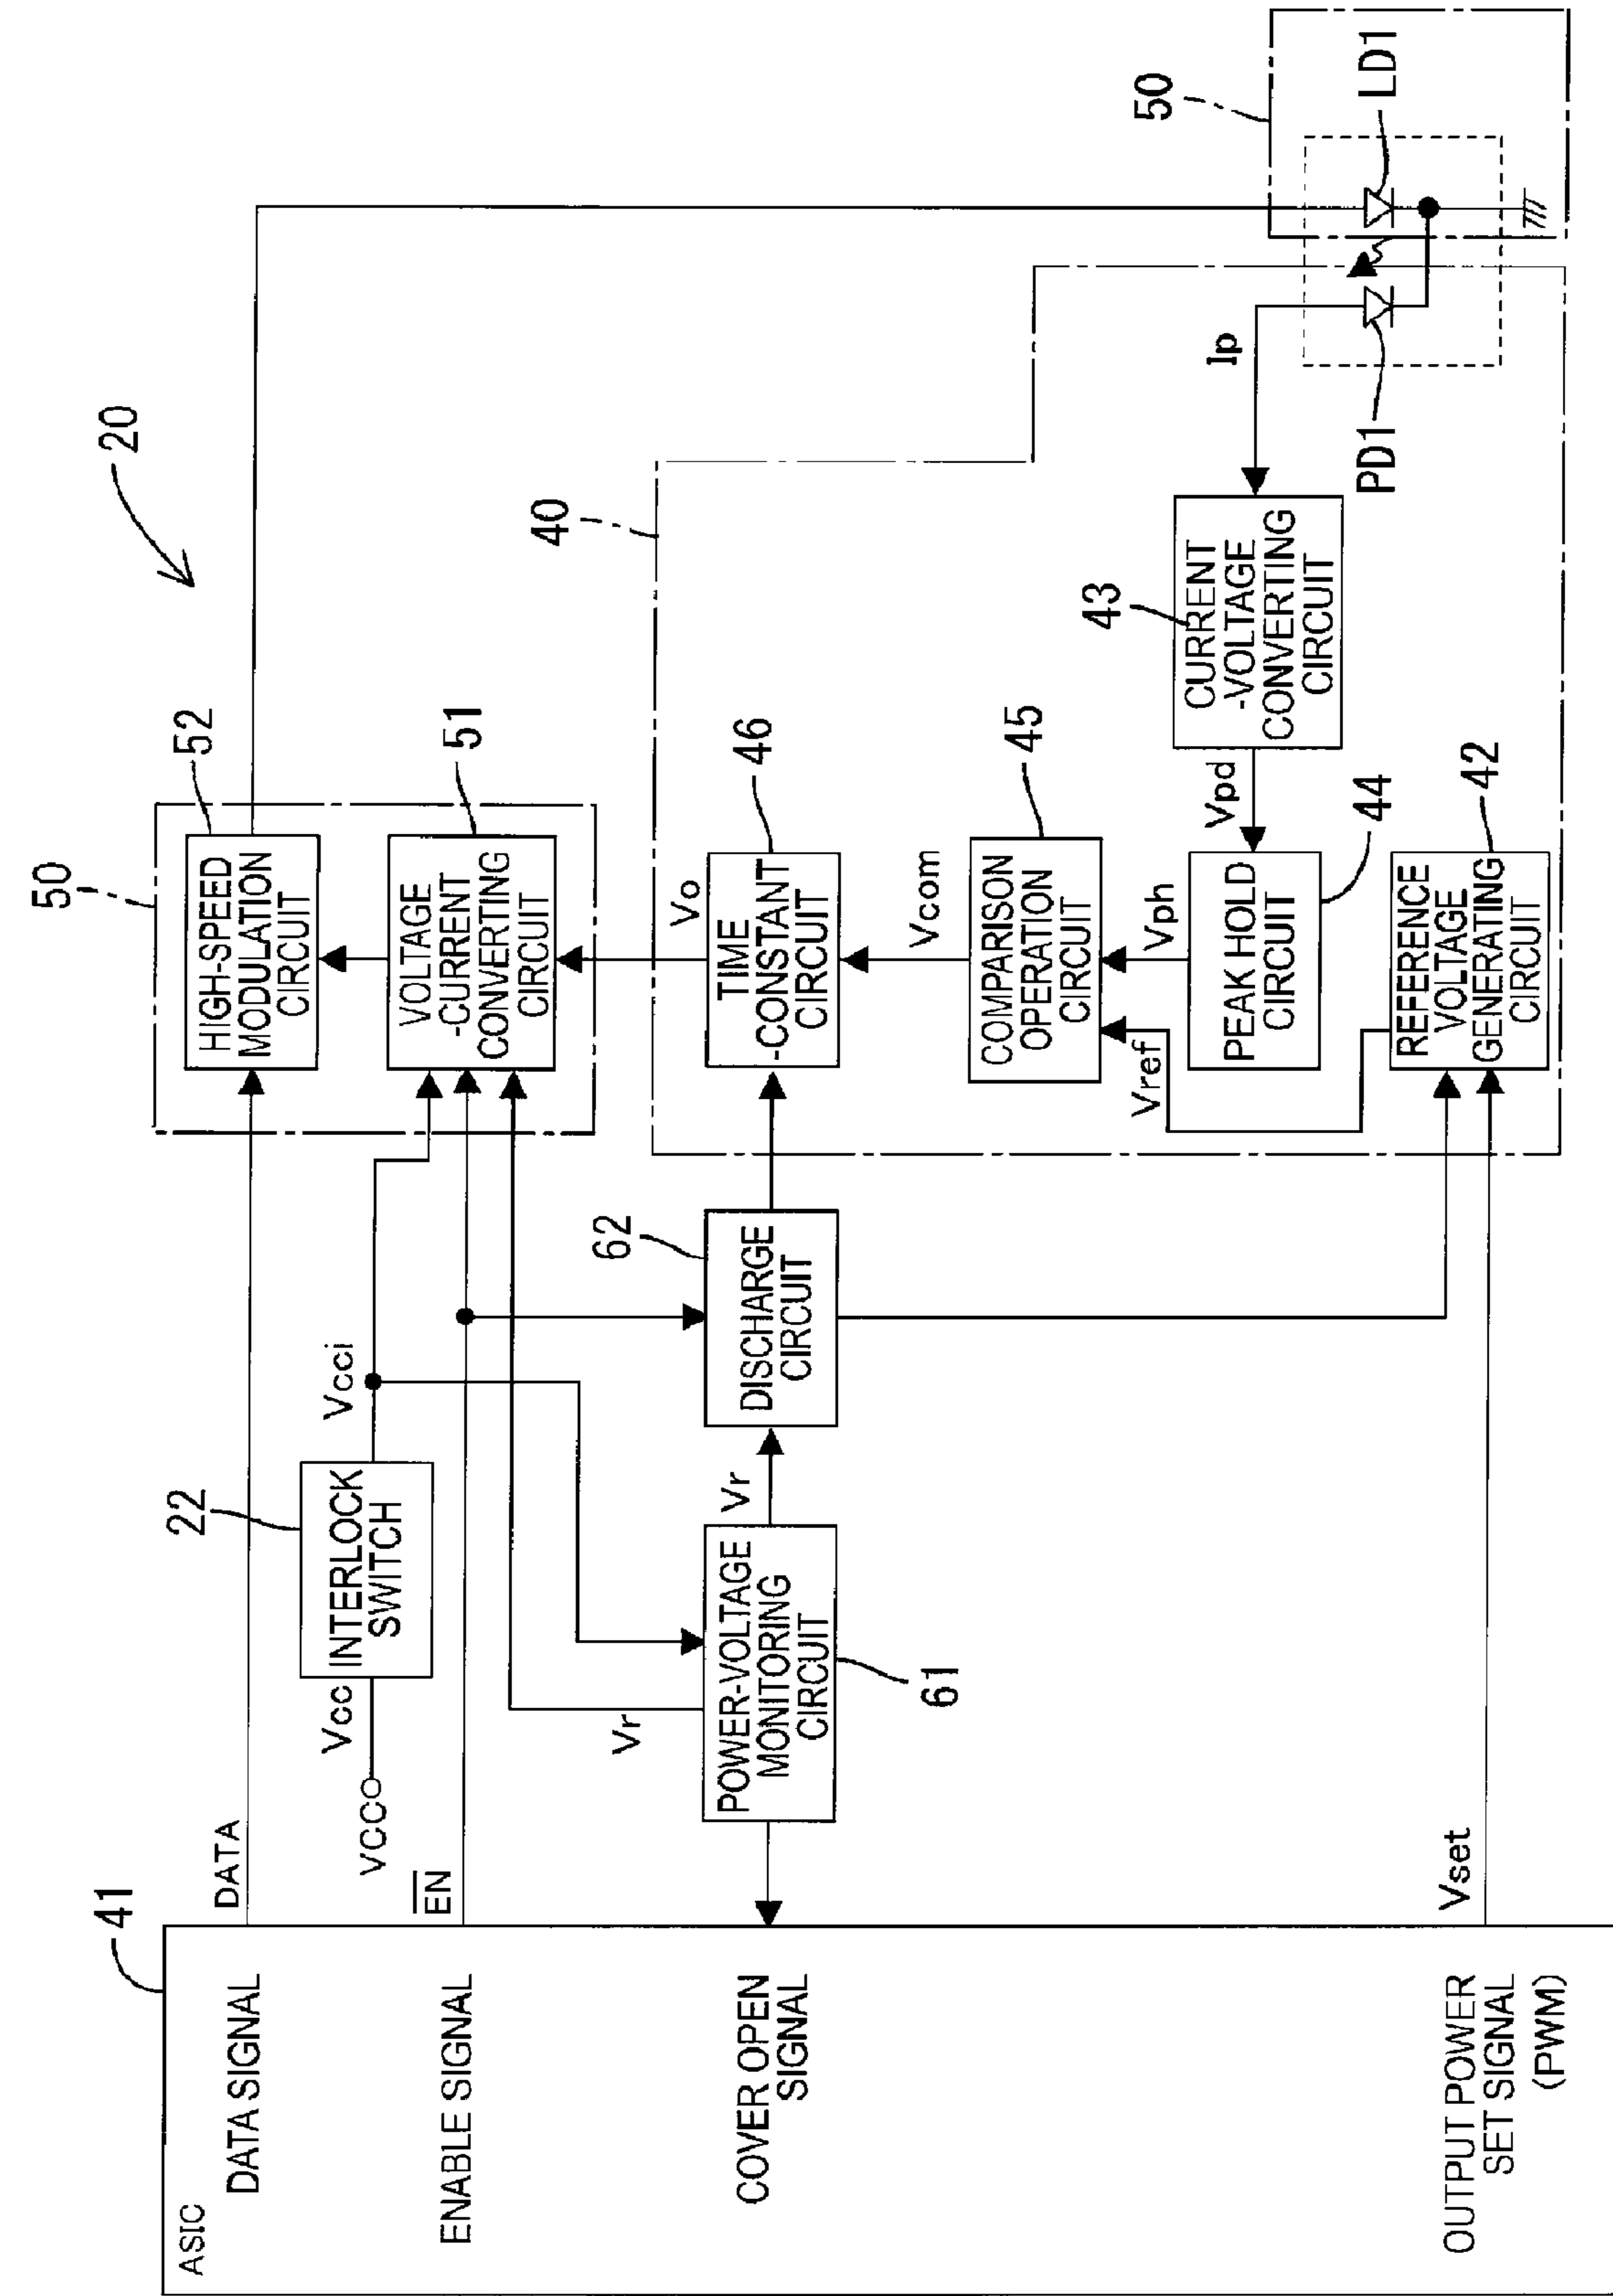 20
41
ASIC
DATA SIGNAL
DATA
ENABLE SIGNAL
EN
COVER OPEN
SIGNAL
OUTPUT POWER
SET SIGNAL
(PWM)
Vset
VCC
Vcc
22
INTERLOCK
SWITCH
Vcci
Vr
POWER-VOLTAGE
MONITORING
CIRCUIT
61
Vr
62
DISCHARGE
CIRCUIT
50
52
HIGH-SPEED
MODULATION
CIRCUIT
51
VOLTAGE
-CURRENT
CONVERTING
CIRCUIT
Vo
40
46
TIME
-CONSTANT
CIRCUIT
Vcom
45
COMPARISON
OPERATION
CIRCUIT
Vref
Vph
PEAK HOLD
CIRCUIT
44
REFERENCE
VOLTAGE
GENERATING
CIRCUIT
42
Vpd
43
CURRENT
-VOLTAGE
CONVERTING
CIRCUIT
Ip
PD1
50
LD1